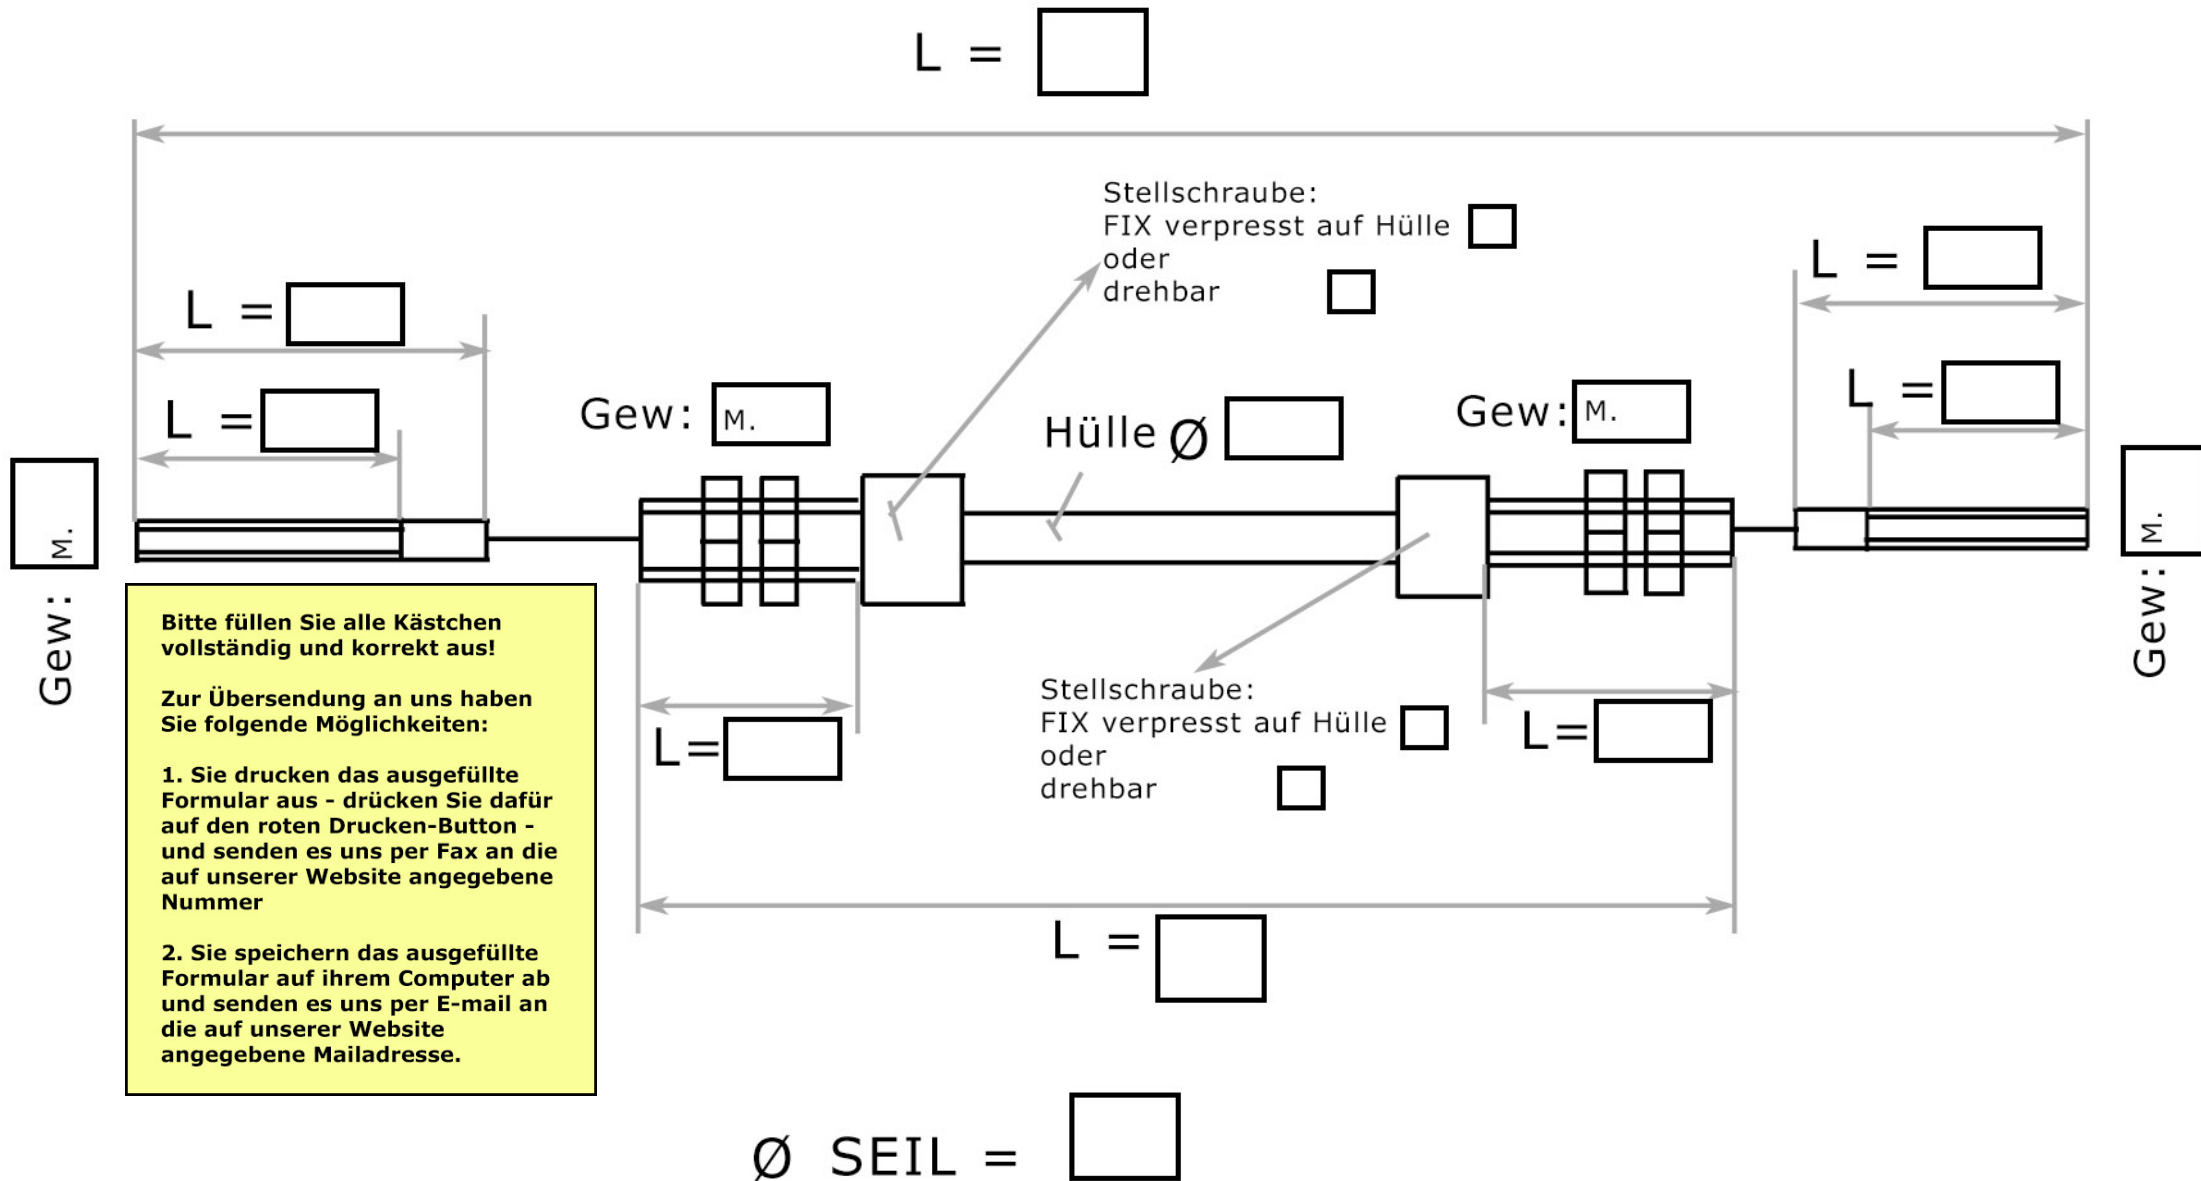 L =
Stellschraube:
FIX verpresst auf Hülle
oder
drehbar
L =
L =
L =
L =
Gew: M.
Hülle Ø
Gew: M.
Gew: M.
Gew: M.
Bitte füllen Sie alle Kästchen
vollständig und korrekt aus!
Zur Übersendung an uns haben
Sie folgende Möglichkeiten:
1. Sie drucken das ausgefüllte
Formular aus - drücken Sie dafür
auf den roten Drucken-Button -
und senden es uns per Fax an die
auf unserer Website angegebene
Nummer
2. Sie speichern das ausgefüllte
Formular auf ihrem Computer ab
und senden es uns per E-mail an
die auf unserer Website
angegebene Mailadresse.
L=
Stellschraube:
FIX verpresst auf Hülle
oder
drehbar
L=
L =
Ø SEIL =